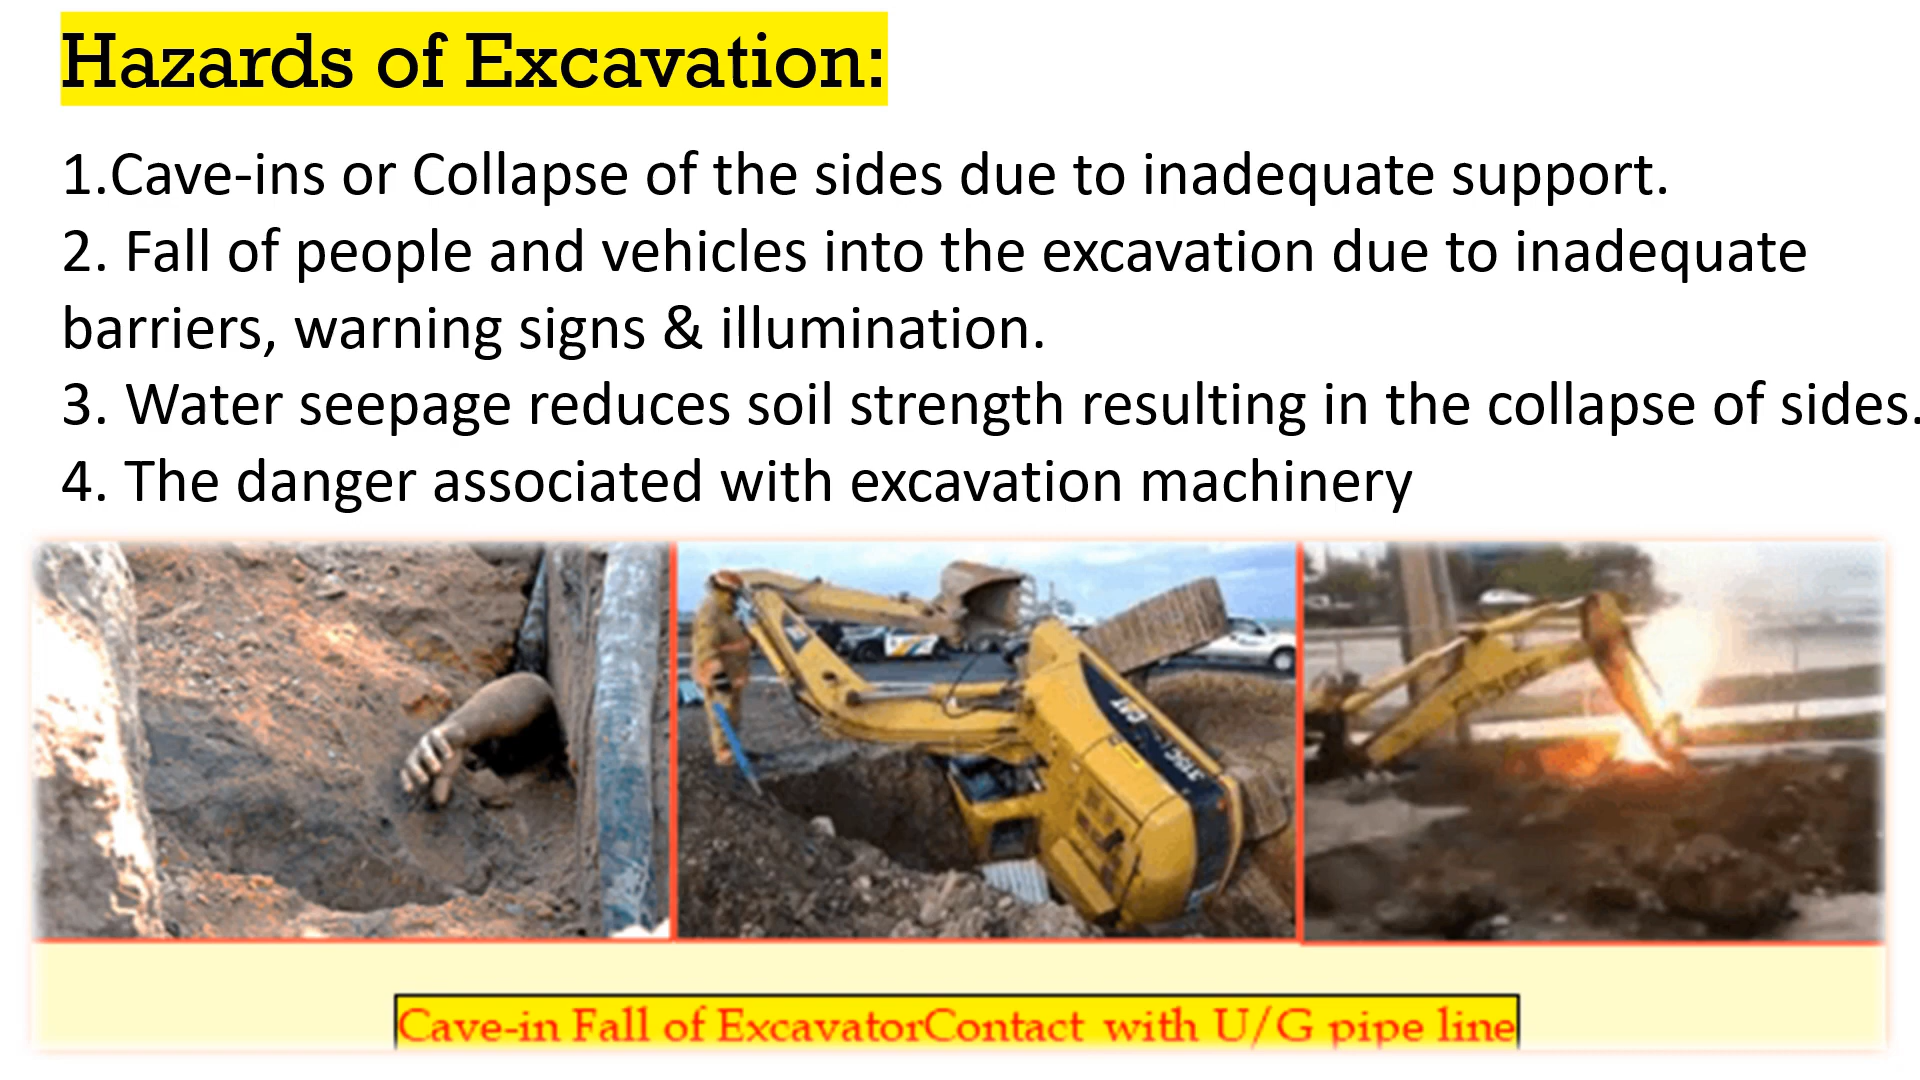 Hazards of Excavation:
1.Cave-ins or Collapse of the sides due to inadequate support.
2. Fall of people and vehicles into the excavation due to inadequate
barriers, warning signs & illumination.
3. Water seepage reduces soil strength resulting in the collapse of sides.
4. The danger associated with excavation machinery
CAT
Cave-in Fall of ExcavatorContact with U/G pipe line